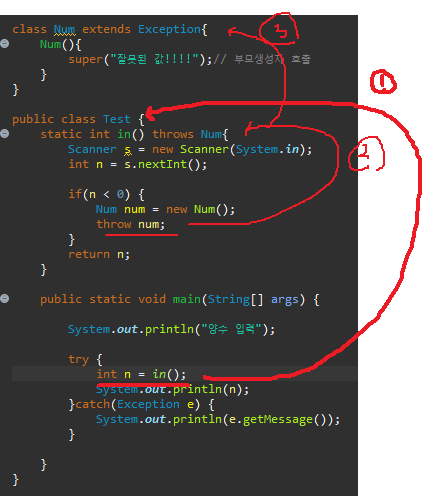 class Num extends Exception{
Num(){
super("잘못된 값!!!!");// 부모생성자 호출
}
}
public class Test {
static int in() throws Num{
Scanner s = new Scanner(System.in);
int n = s.nextInt();
if(n < 0) {
Num num = new Num();
throw num;
}
return n;
}
public static void main(String[] args) {
System.out.println("양수 입력");
try {
int n = in();
System.out.println(n);
}catch(Exception e) {
System.out.println(e.getMessage());
}
}
}
3
1
2